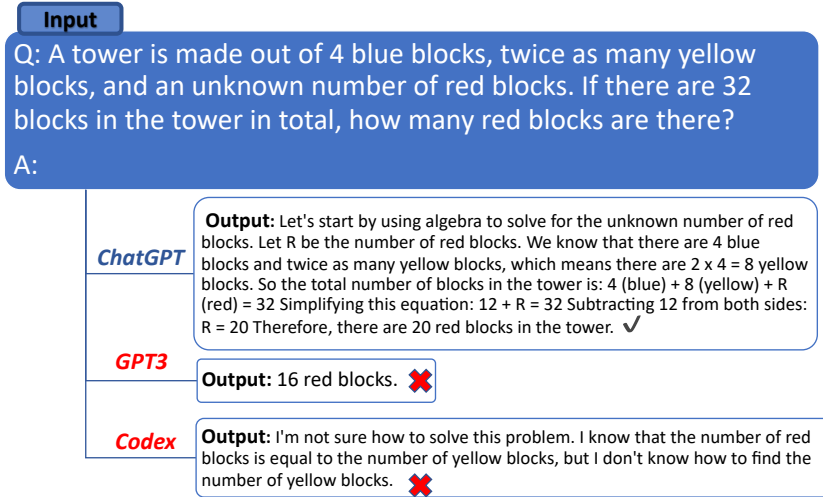 Input
Q: A tower is made out of 4 blue blocks, twice as many yellow
blocks, and an unknown number of red blocks. If there are 32
blocks in the tower in total, how many red blocks are there?
A:
ChatGPT
Output: Let's start by using algebra to solve for the unknown number of red
blocks. Let R be the number of red blocks. We know that there are 4 blue
blocks and twice as many yellow blocks, which means there are 2 x 4 = 8 yellow
blocks. So the total number of blocks in the tower is: 4 (blue) + 8 (yellow) + R
(red) = 32 Simplifying this equation: 12 + R = 32 Subtracting 12 from both sides:
R = 20 Therefore, there are 20 red blocks in the tower.
GPT3
Output: 16 red blocks.
Codex
Output: I'm not sure how to solve this problem. I know that the number of red
blocks is equal to the number of yellow blocks, but I don't know how to find the
number of yellow blocks.